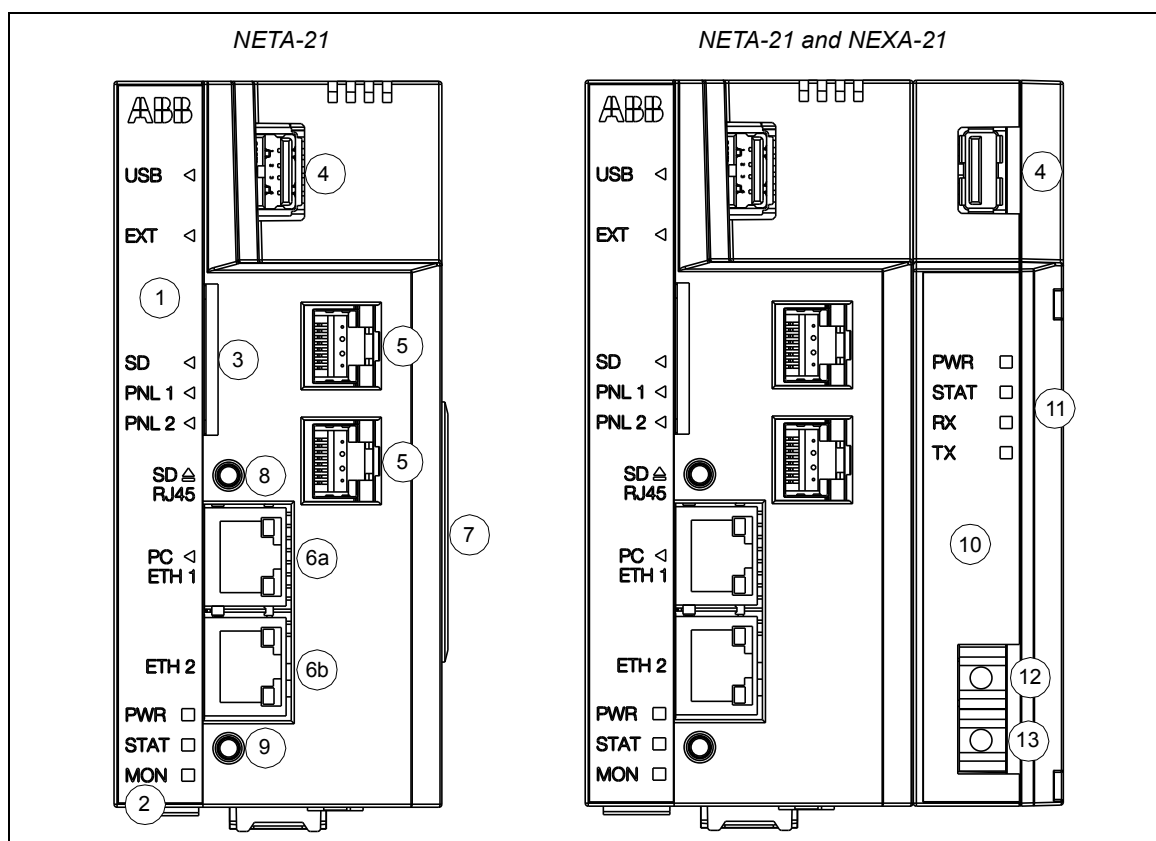 NETA-21
NETA-21 and NEXA-21
ABB
USB
4
EXT
1
3
SD
5
PNL 1
PNL 2
5
SD
8
RJ45
7
PC
6a
ETH 1
ETH 2
6b
PWR
STAT
9
MON
2
ABB
USB
4
EXT
SD
PNL 1
PNL 2
SD
RJ45
PC
ETH 1
ETH 2
PWR
STAT
MON
PWR
STAT
11
RX
TX
10
12
13